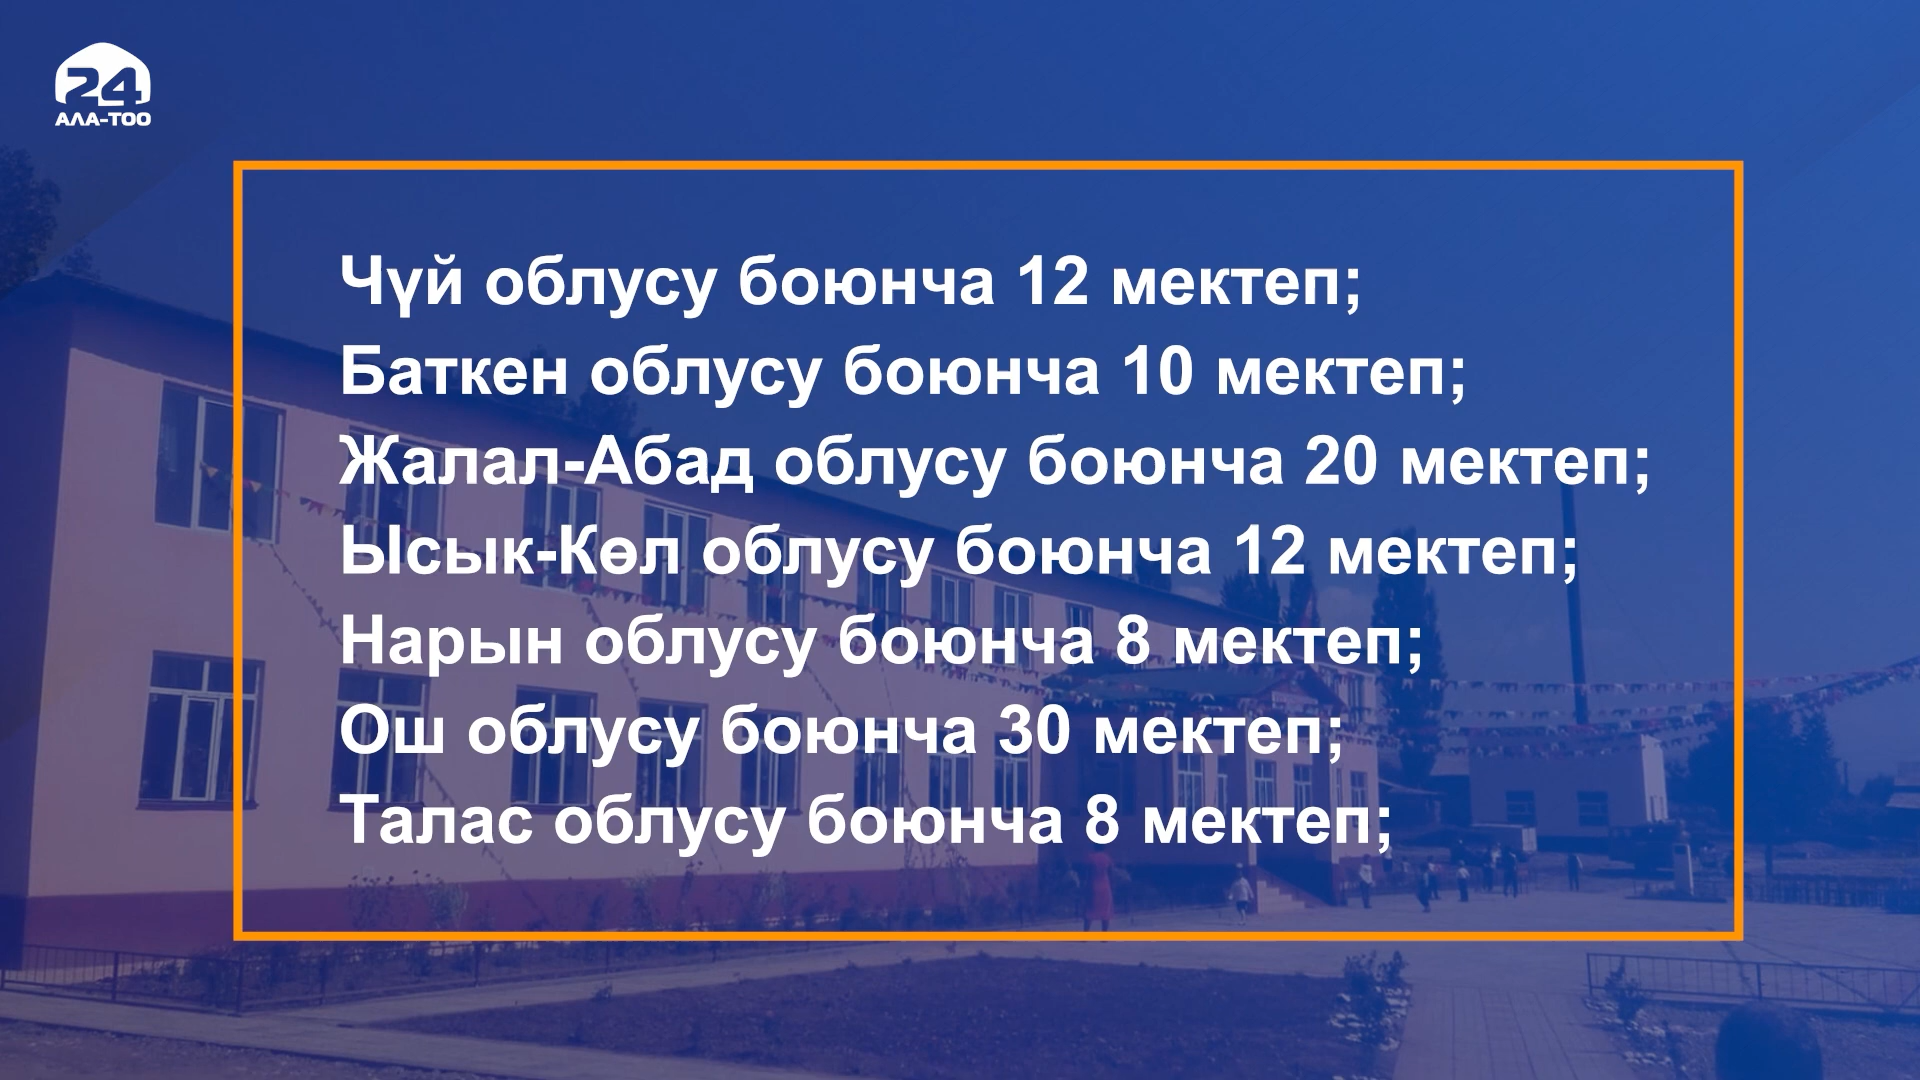 24
АЛА-ТОО
Чүй облусу боюнча 12 мектеп;
Баткен облусу боюнча 10 мектеп;
Жалал-Абад облусу боюнча 20 мектеп;
Ысык-Көл облусу боюнча 12 мектеп;
Нарын облусу боюнча 8 мектеп;
Ош облусу боюнча 30 мектеп;
Талас облусу боюнча 8 мектеп;